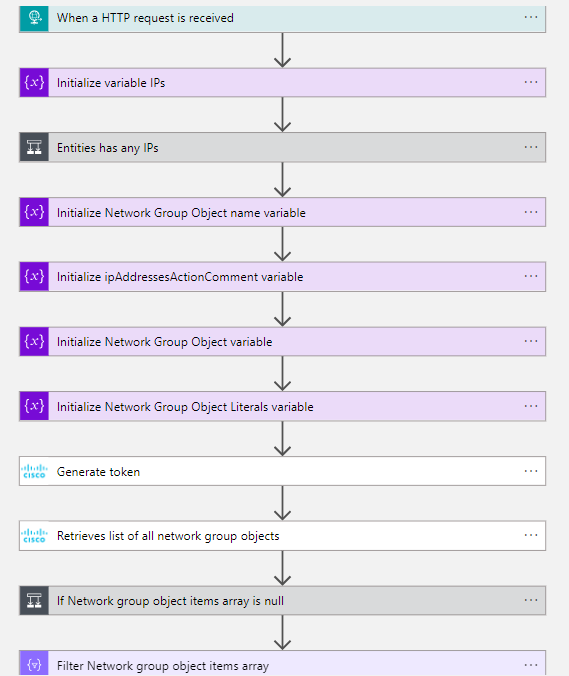 When a HTTP request is received ...
{x} Initialize variable IPs ...
Entities has any IPs ...
{x} Initialize Network Group Object name variable ...
{x} Initialize ipAddressesActionComment variable ...
{x} Initialize Network Group Object variable ...
{x} Initialize Network Group Object Literals variable ...
CISCO Generate token ...
CISCO Retrieves list of all network group objects ...
If Network group object items array is null ...
Filter Network group object items array ...